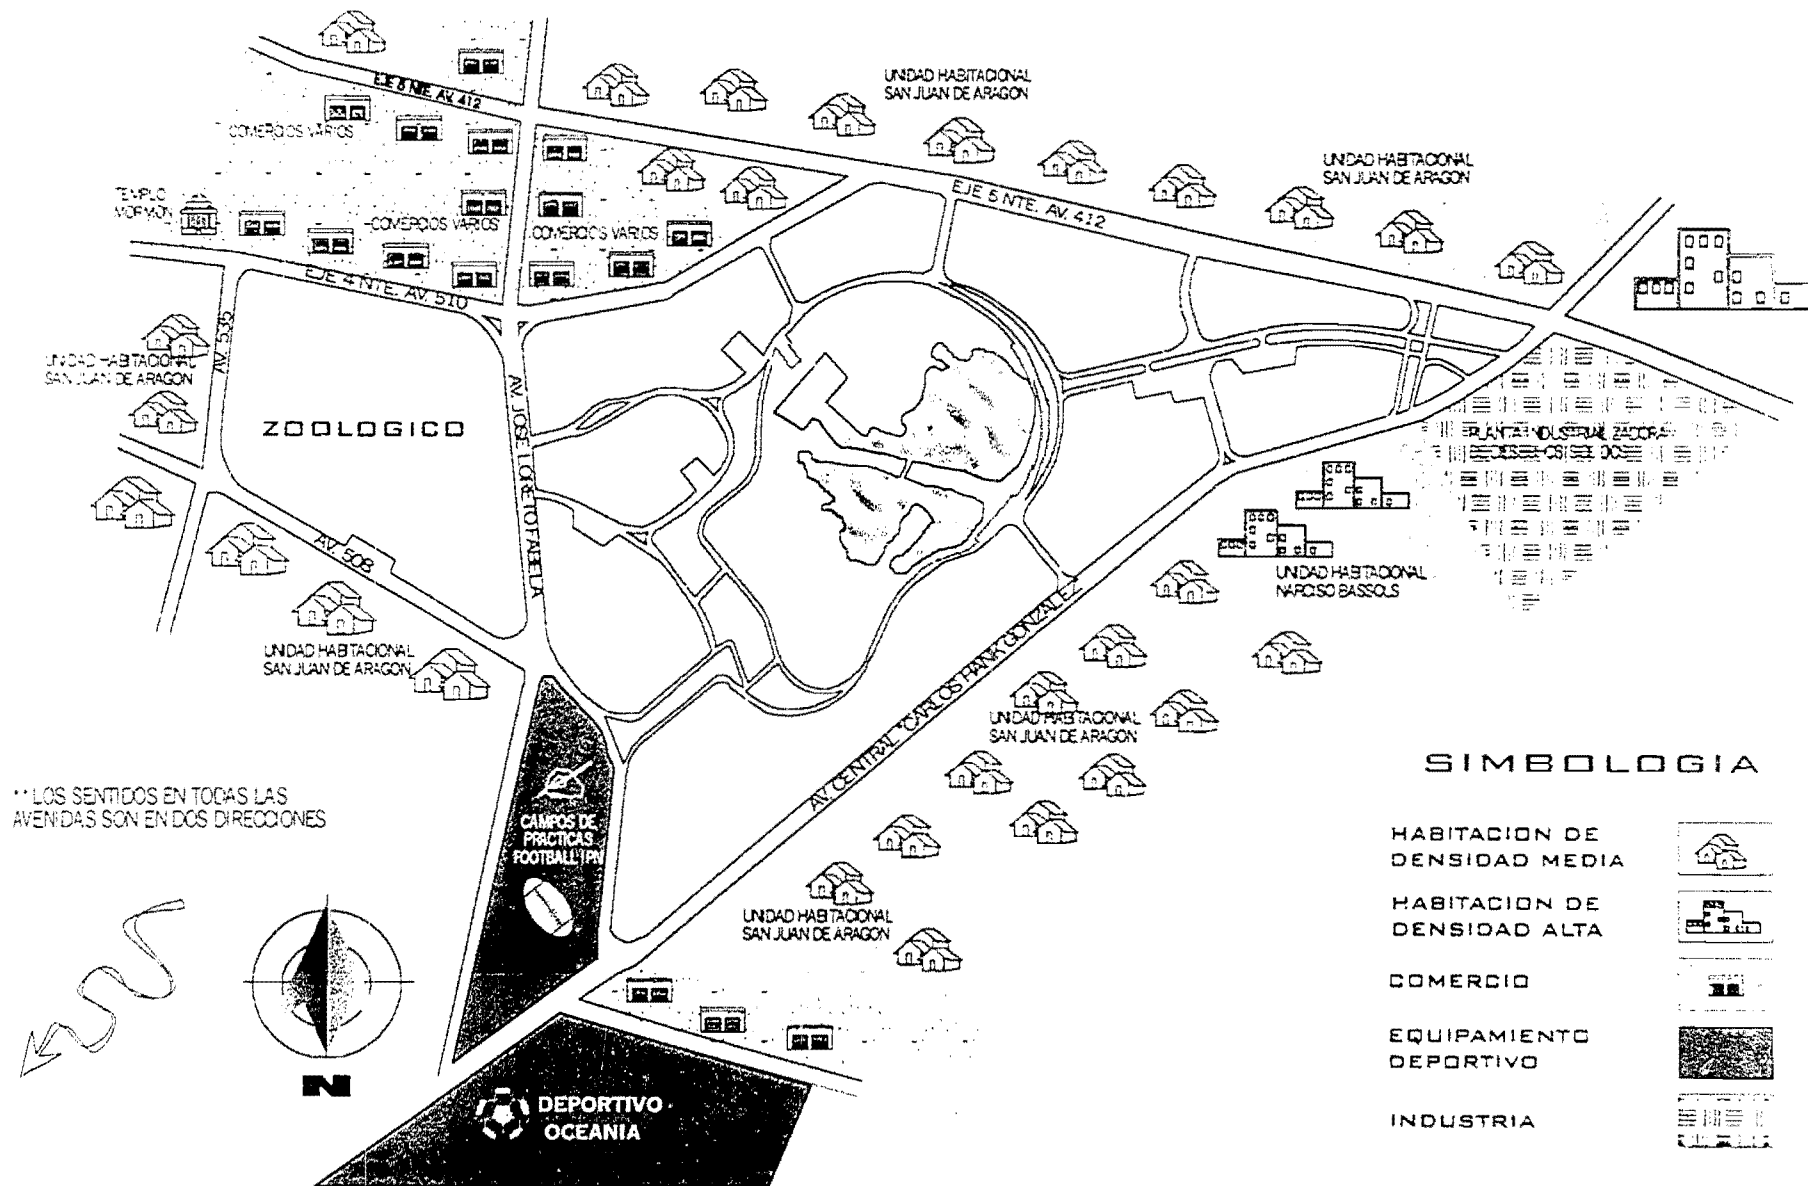 EJE 5 NTE. AV. 412
UNIDAD HABITACIONAL
SAN JUAN DE ARAGON
COMERCIOS VARIOS
UNIDAD HABITACIONAL
SAN JUAN DE ARAGON
TEMPLO
MORMON
COMERCIOS VARIOS
COMERCIOS VARIOS
EJE 5 NTE. AV. 412
EJE 4 NTE. AV. 510
AV. 535
UNIDAD HABITACIONAL
SAN JUAN DE ARAGON
ZOOLOGICO
AV. JOSE LORETO FABELA
PLANTA INDUSTRIALIZADORA
DE DESECHOS SOLIDOS
AV. 508
UNIDAD HABITACIONAL
NARCISO BASSOLS
UNIDAD HABITACIONAL
SAN JUAN DE ARAGON
AV. CENTRAL "CARLOS HANK GONZALEZ"
UNIDAD HABITACIONAL
SAN JUAN DE ARAGON
** LOS SENTIDOS EN TODAS LAS
AVENIDAS SON EN DOS DIRECCIONES
CAMPOS DE
PRACTICAS
FOOTBALL IPN
UNIDAD HABITACIONAL
SAN JUAN DE ARAGON
N
DEPORTIVO
OCEANIA
SIMBOLOGIA
HABITACION DE
DENSIDAD MEDIA
HABITACION DE
DENSIDAD ALTA
COMERCIO
EQUIPAMIENTO
DEPORTIVO
INDUSTRIA